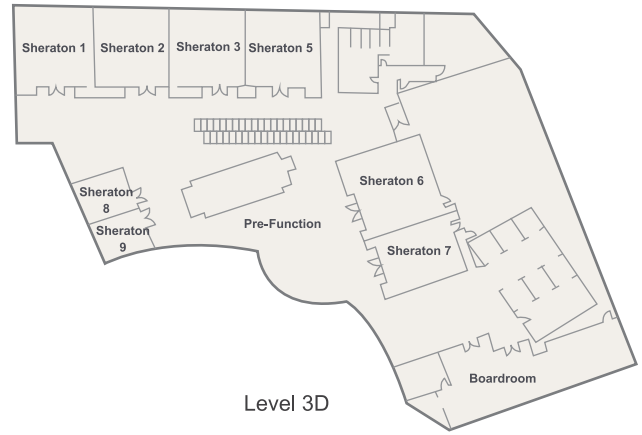 Sheraton 1
Sheraton 2
Sheraton 3
Sheraton 5
Sheraton 6
Sheraton
8
Pre-Function
Sheraton
9
Sheraton 7
Boardroom
Level 3D